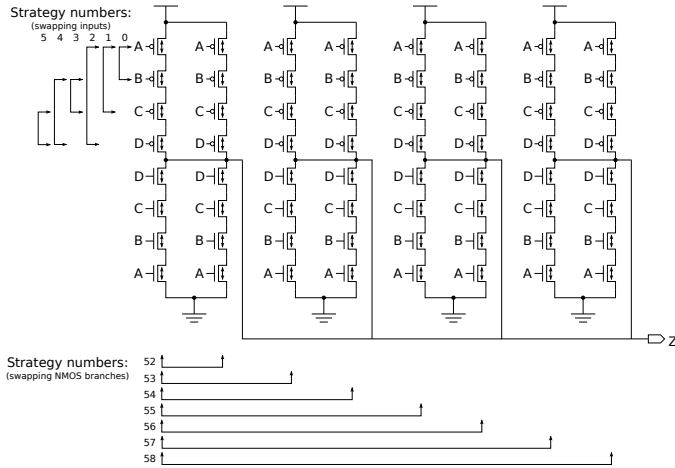 Strategy numbers:
(swapping inputs)
5 4 3 2 1 0
A A A A A A A A
B B B B B B B B
C C C C C C C C
D D D D D D D D
D D D D D D D D
C C C C C C C C
B B B B B B B B
A A A A A A A A
Z
Strategy numbers:
(swapping NMOS branches)
52
53
54
55
56
57
58